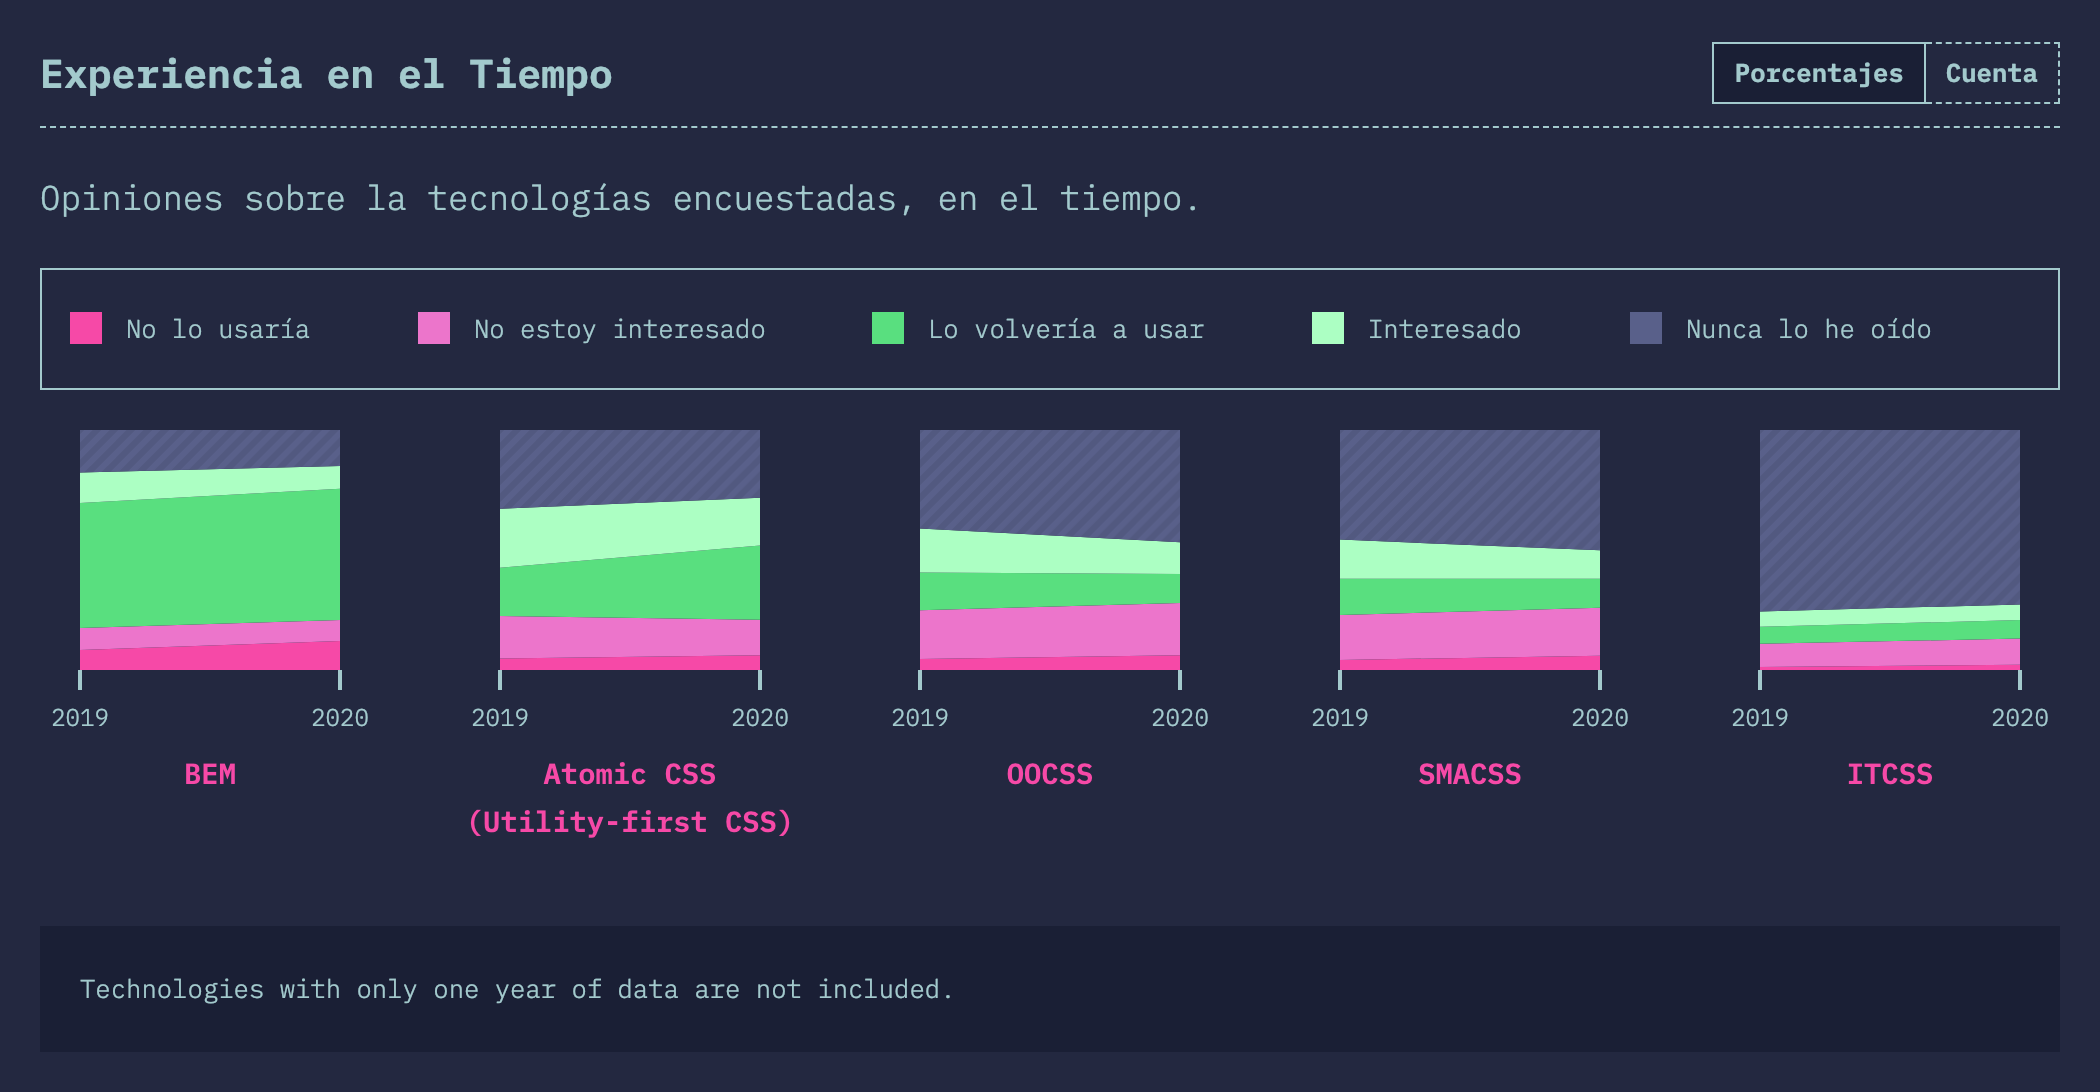 Experiencia en el Tiempo
Porcentajes Cuenta
Opiniones sobre la tecnologías encuestadas, en el tiempo.
No lo usaría No estoy interesado Lo volvería a usar Interesado Nunca lo he oído
2019 2020 2019 2020 2019 2020 2019 2020 2019 2020
BEM Atomic CSS OOCSS SMACSS ITCSS
(Utility-first CSS)
Technologies with only one year of data are not included.